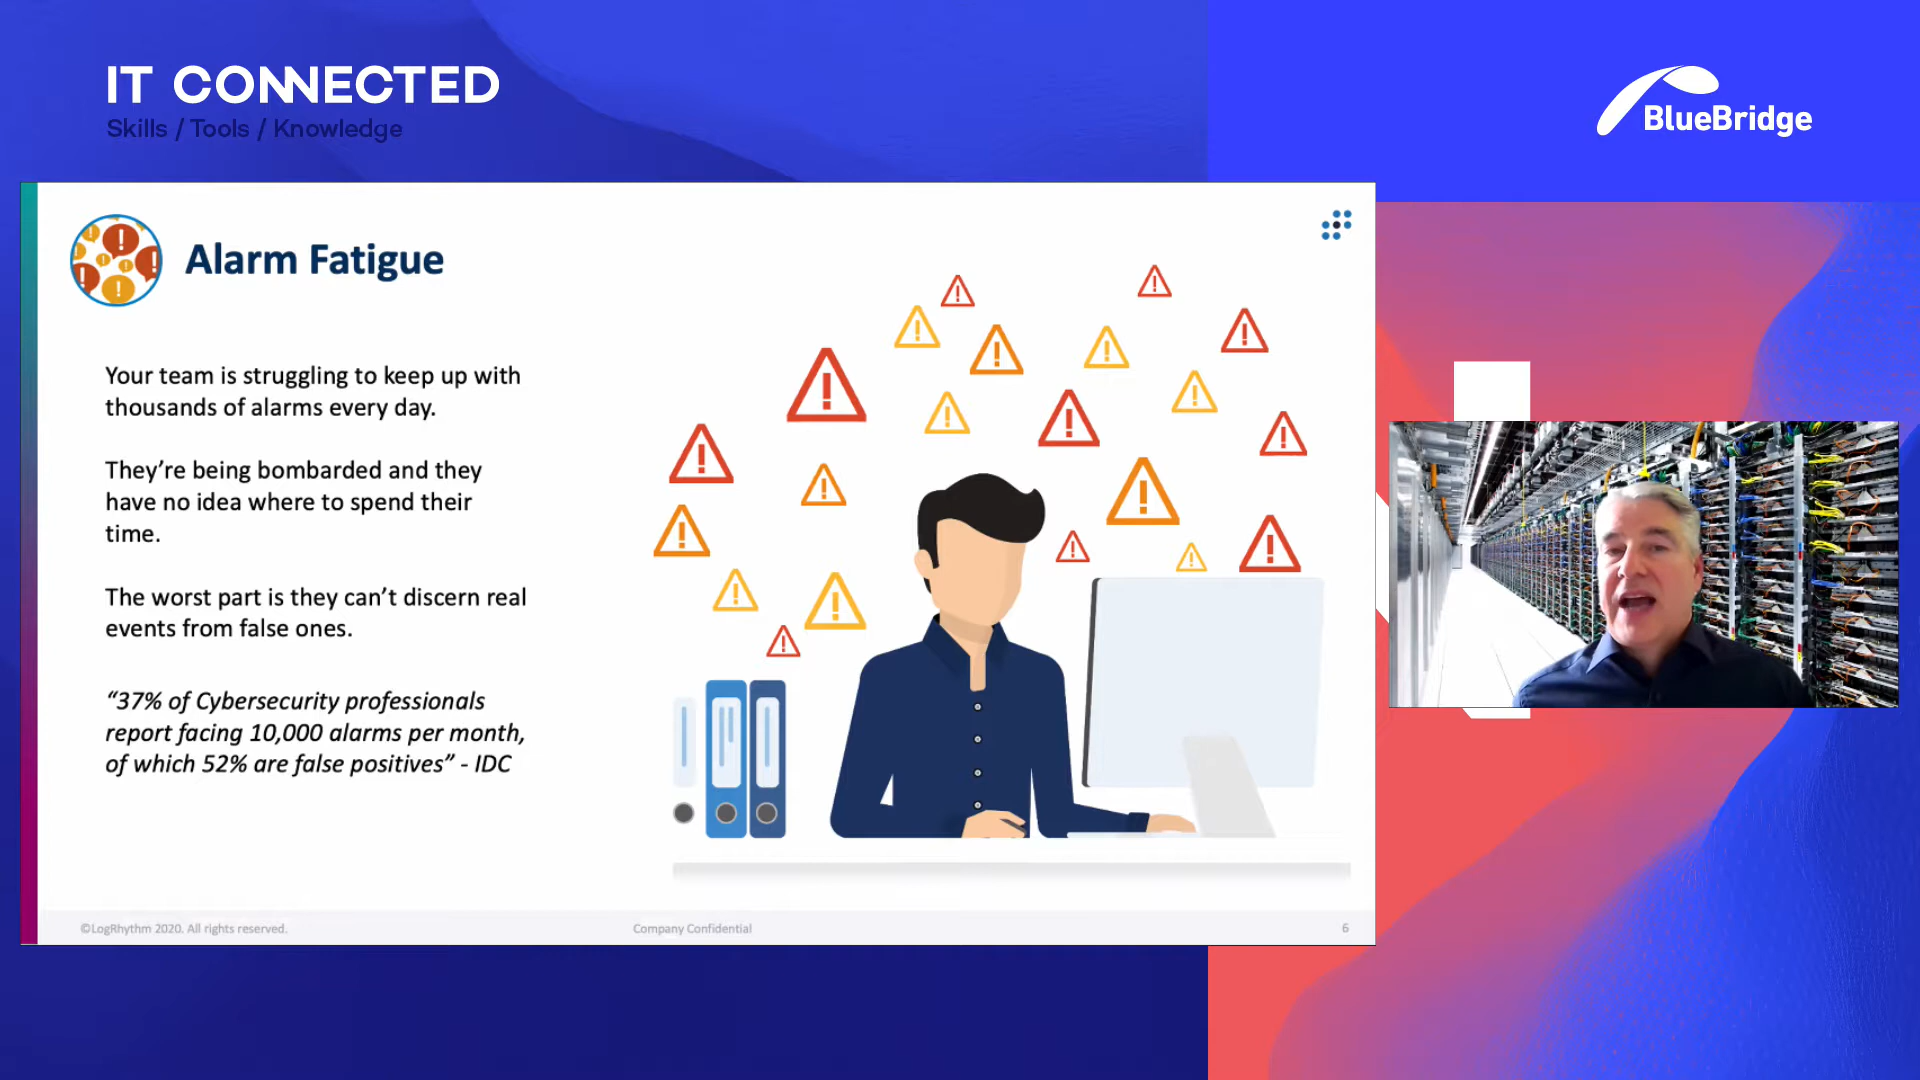 IT CONNECTED
Skills / Tools / Knowledge
BlueBridge
Alarm Fatigue
Your team is struggling to keep up with
thousands of alarms every day.
They’re being bombarded and they
have no idea where to spend their
time.
The worst part is they can’t discern real
events from false ones.
“37% of Cybersecurity professionals
report facing 10,000 alarms per month,
of which 52% are false positives” - IDC
©LogRhythm 2020. All rights reserved.
Company Confidential
6